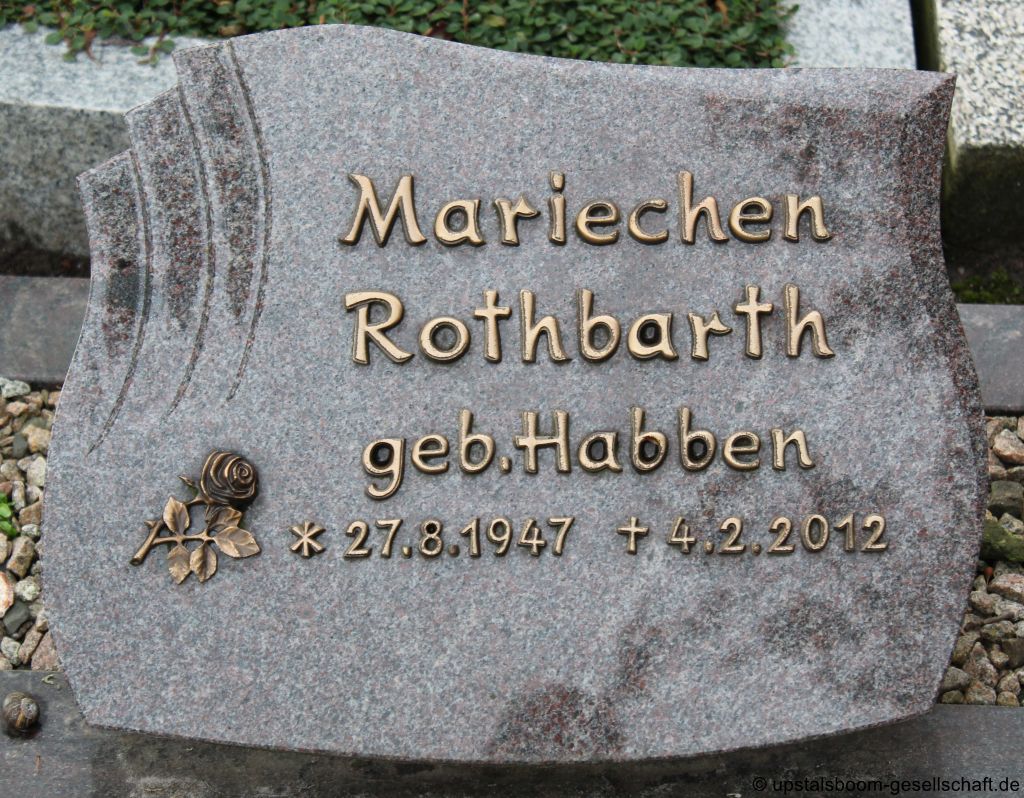 Mariechen
Rothbarth
geb. Habben
* 27.8.1947 † 4.2.2012
© upstalsboom-gesellschaft.de